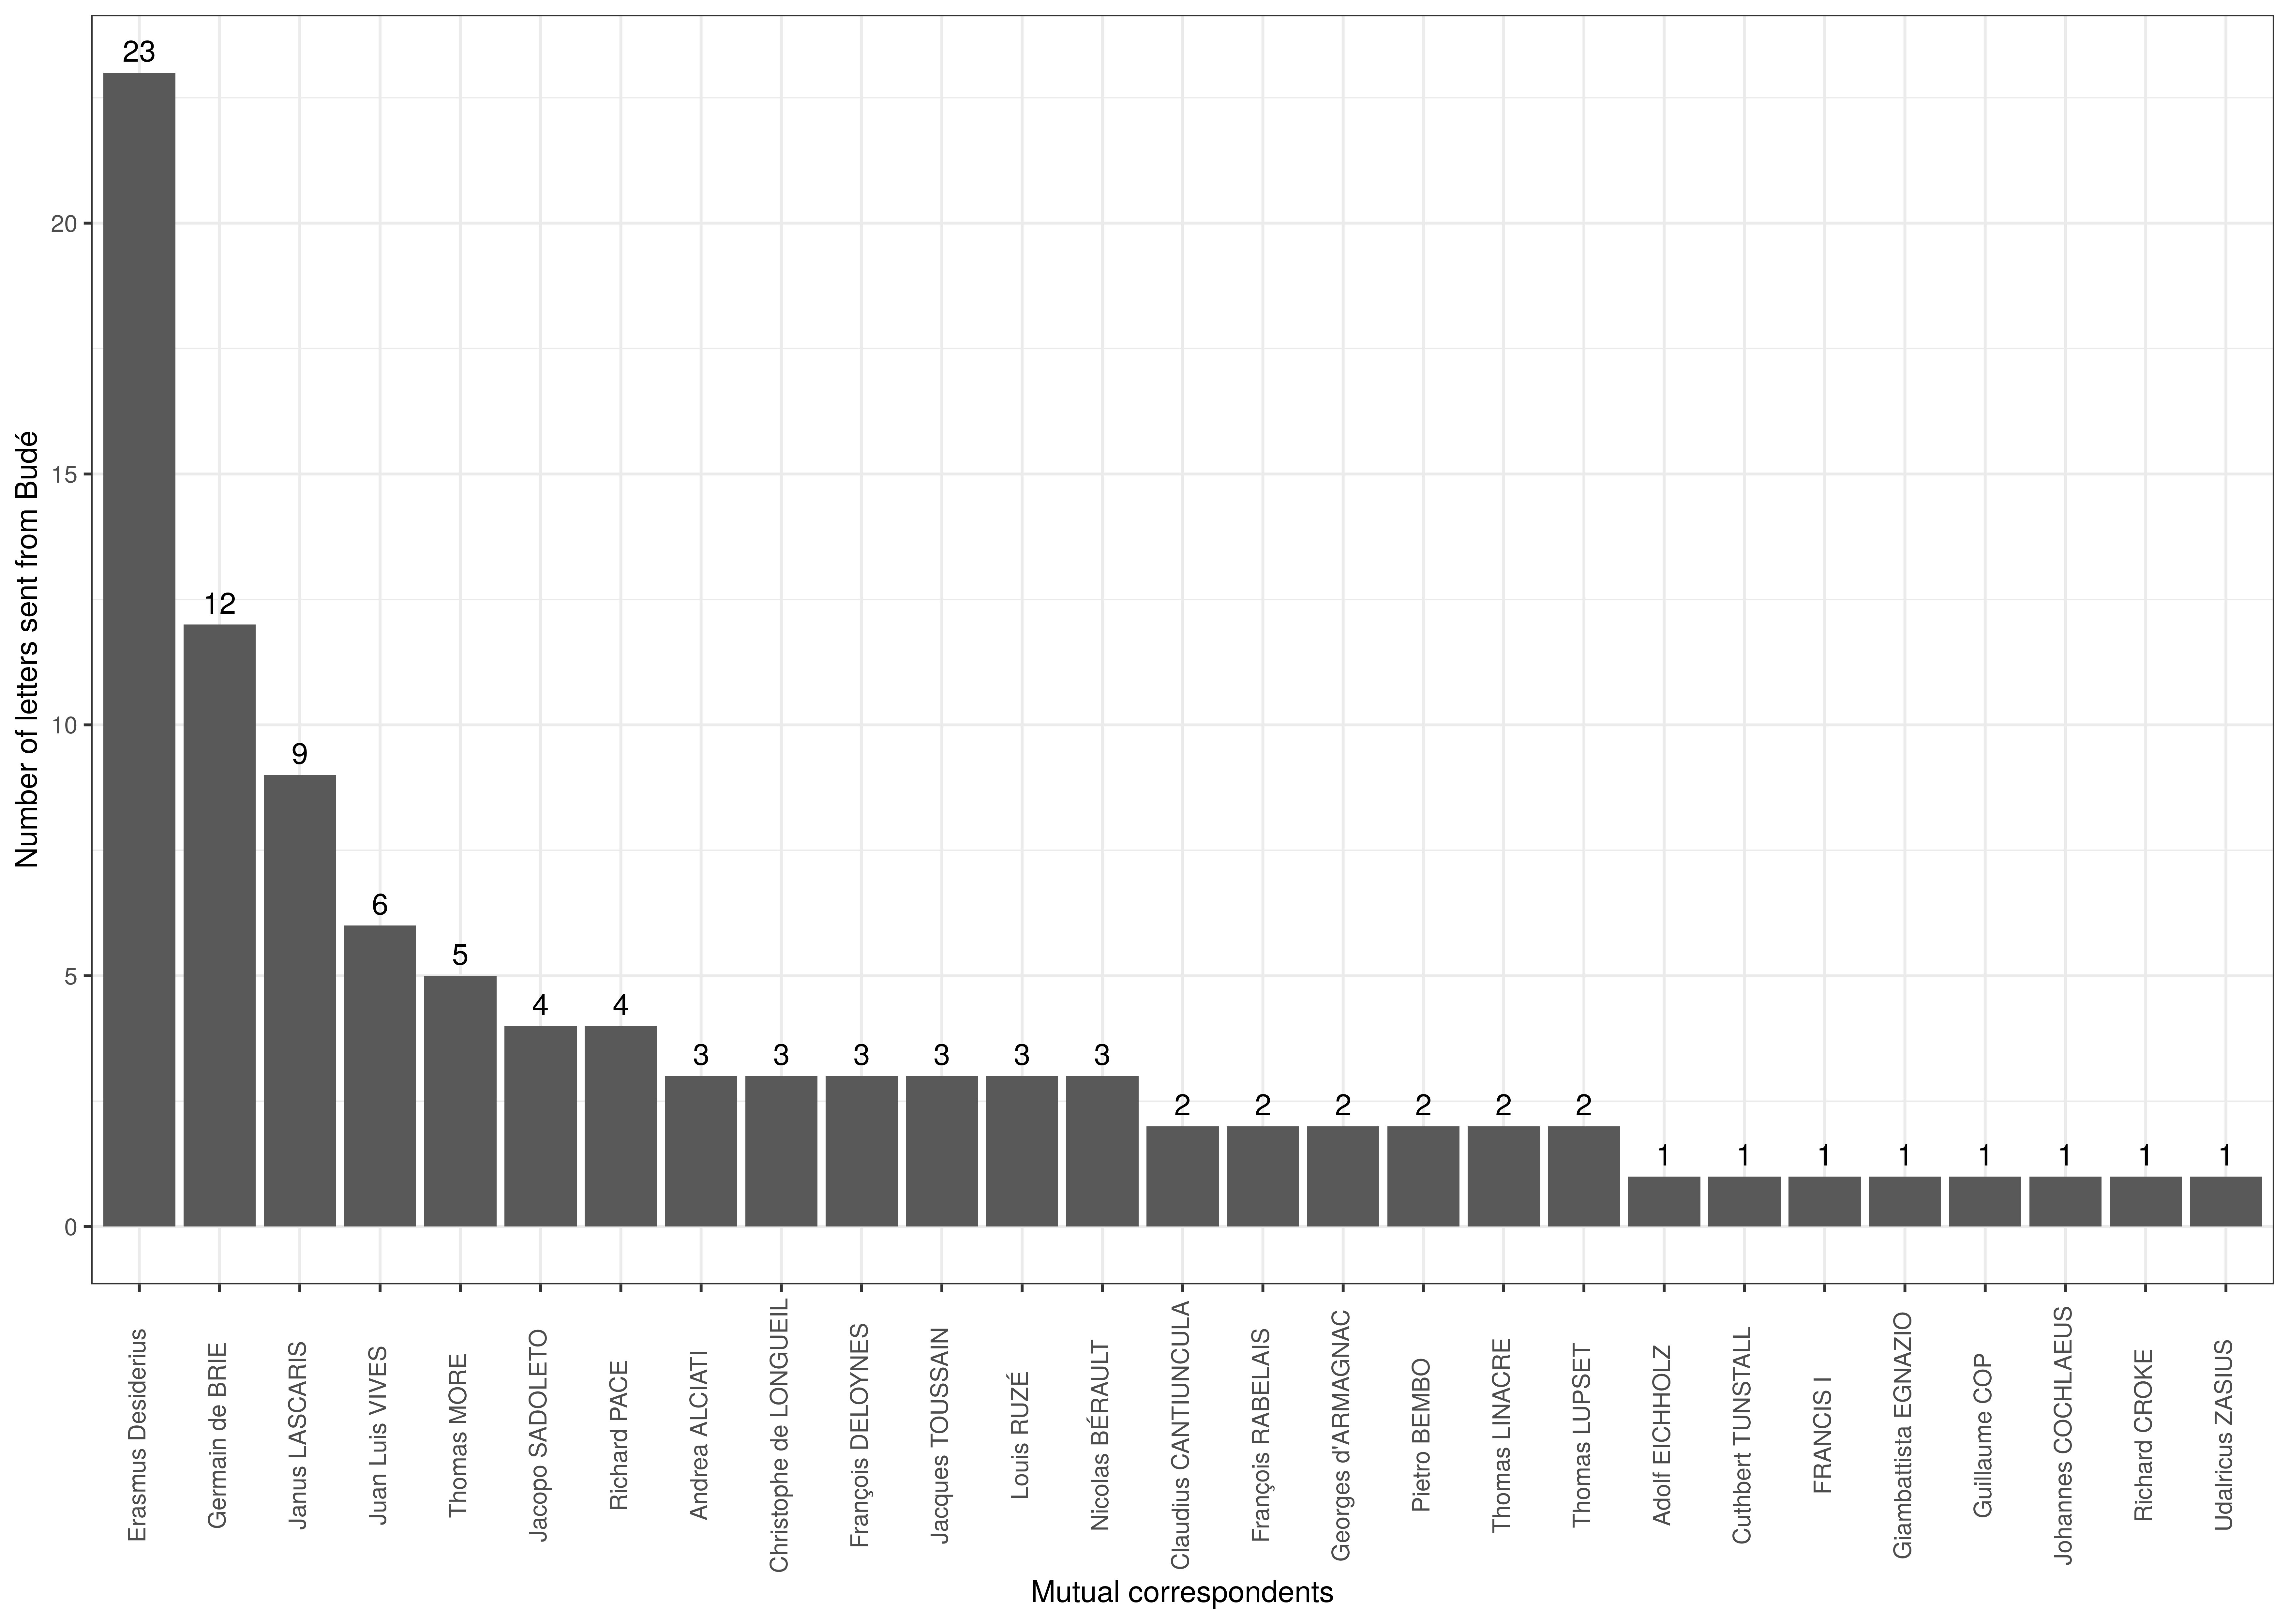 Number of letters sent from Budé
20
15
10
5
0
23
12
9
6
5
4
4
3
3
3
3
3
3
2
2
2
2
2
2
1
1
1
1
1
1
1
1
Erasmus Desiderius
Germain de BRIE
Janus LASCARIS
Juan Luis VIVES
Thomas MORE
Jacopo SADOLETO
Richard PACE
Andrea ALCIATI
Christophe de LONGUEIL
François DELOYNES
Jacques TOUSSAIN
Louis RUZÉ
Nicolas BÉRAULT
Claudius CANTIUNCULA
François RABELAIS
Georges d'ARMAGNAC
Pietro BEMBO
Thomas LINACRE
Thomas LUPSET
Adolf EICHHOLZ
Cuthbert TUNSTALL
FRANCIS I
Giambattista EGNAZIO
Guillaume COP
Johannes COCHLAEUS
Richard CROKE
Udalricus ZASIUS
Mutual correspondents